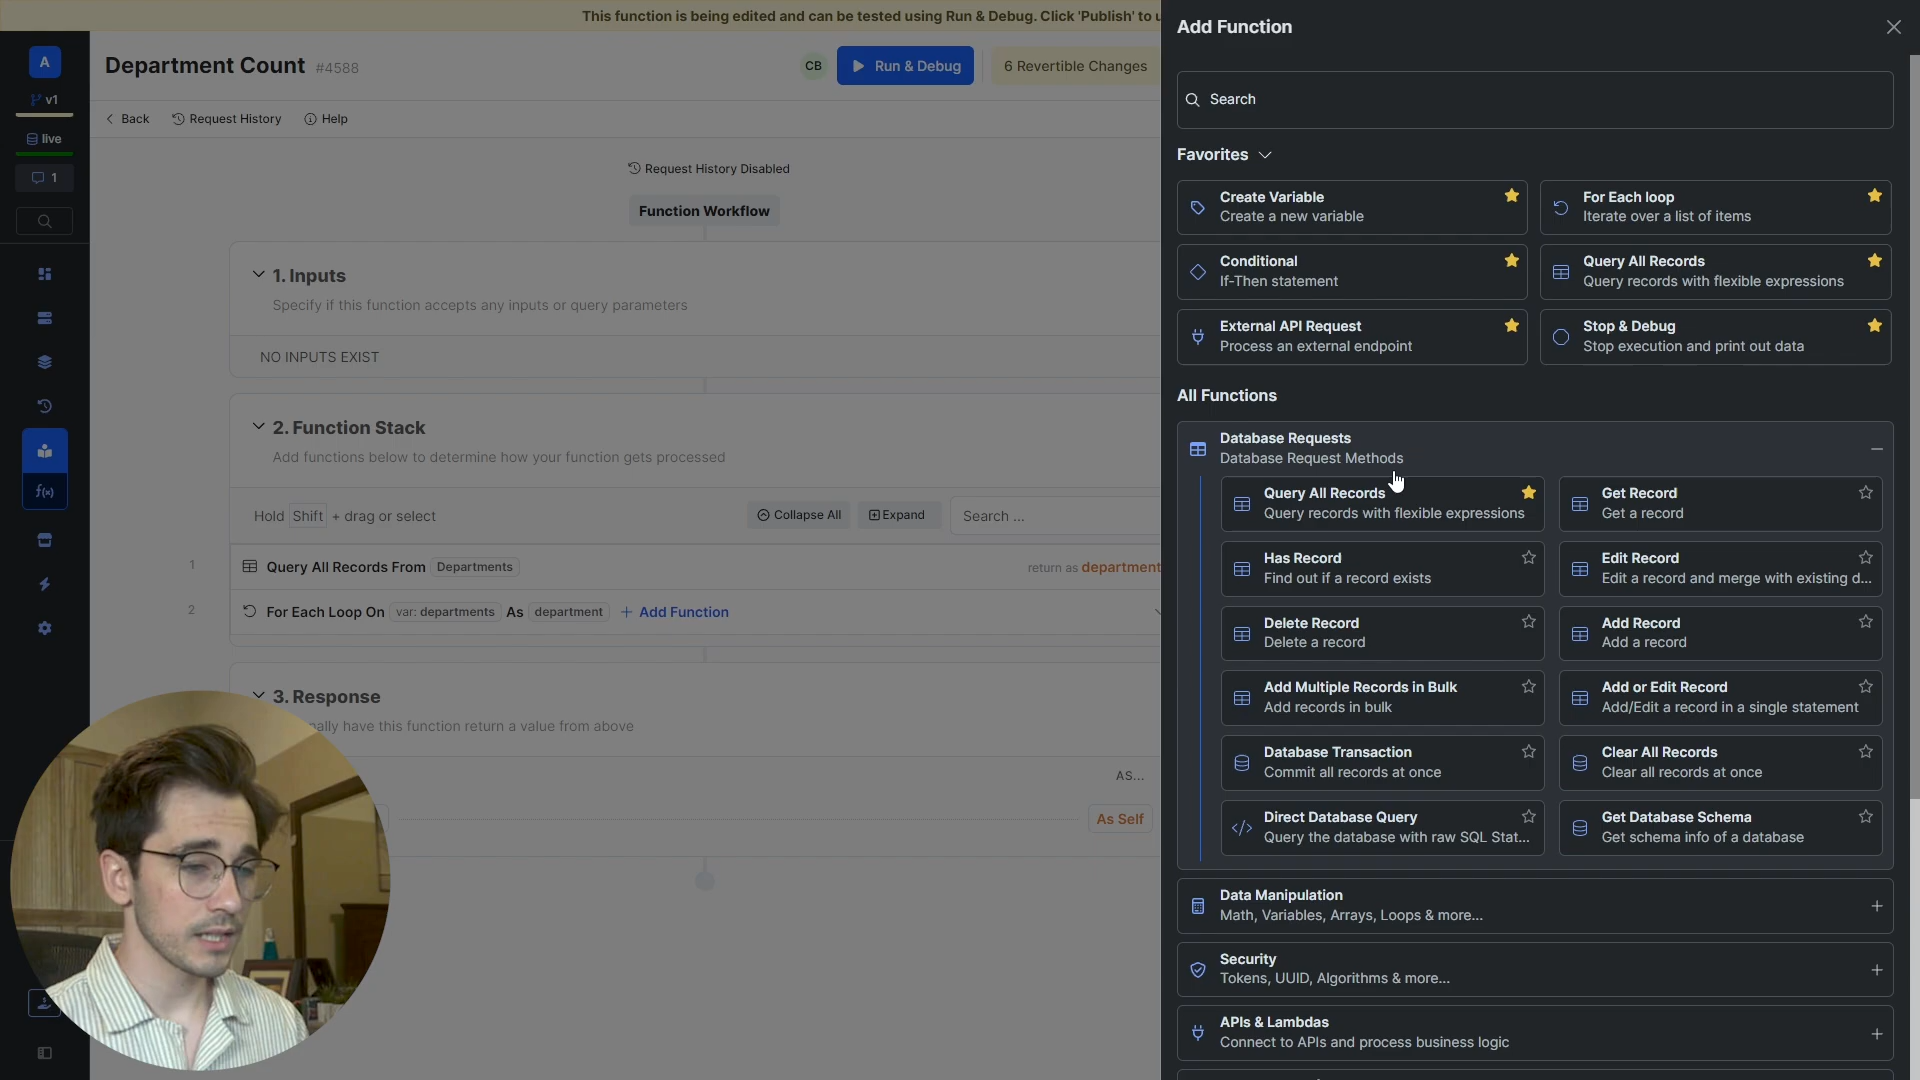 This function is being edited and can be tested using Run & Debug. Click 'Publish' to u
A
v1
live
1
Department Count #4588
CB
Run & Debug
6 Revertible Changes
Back
Request History
Help
Request History Disabled
Function Workflow
1. Inputs
Specify if this function accepts any inputs or query parameters
NO INPUTS EXIST
2. Function Stack
Add functions below to determine how your function gets processed
Hold Shift + drag or select
Collapse All
Expand
Search ...
1 Query All Records From Departments return as department
2 For Each Loop On var: departments As department + Add Function
3. Response
nally have this function return a value from above
AS...
As Self
f(x)
Add Function
Search
Favorites
Create Variable
Create a new variable
For Each loop
Iterate over a list of items
Conditional
If-Then statement
Query All Records
Query records with flexible expressions
External API Request
Process an external endpoint
Stop & Debug
Stop execution and print out data
All Functions
Database Requests
Database Request Methods
Query All Records
Query records with flexible expressions
Get Record
Get a record
Has Record
Find out if a record exists
Edit Record
Edit a record and merge with existing d...
Delete Record
Delete a record
Add Record
Add a record
Add Multiple Records in Bulk
Add records in bulk
Add or Edit Record
Add/Edit a record in a single statement
Database Transaction
Commit all records at once
Clear All Records
Clear all records at once
Direct Database Query
Query the database with raw SQL Stat...
Get Database Schema
Get schema info of a database
Data Manipulation
Math, Variables, Arrays, Loops & more...
Security
Tokens, UUID, Algorithms & more...
APIs & Lambdas
Connect to APIs and process business logic